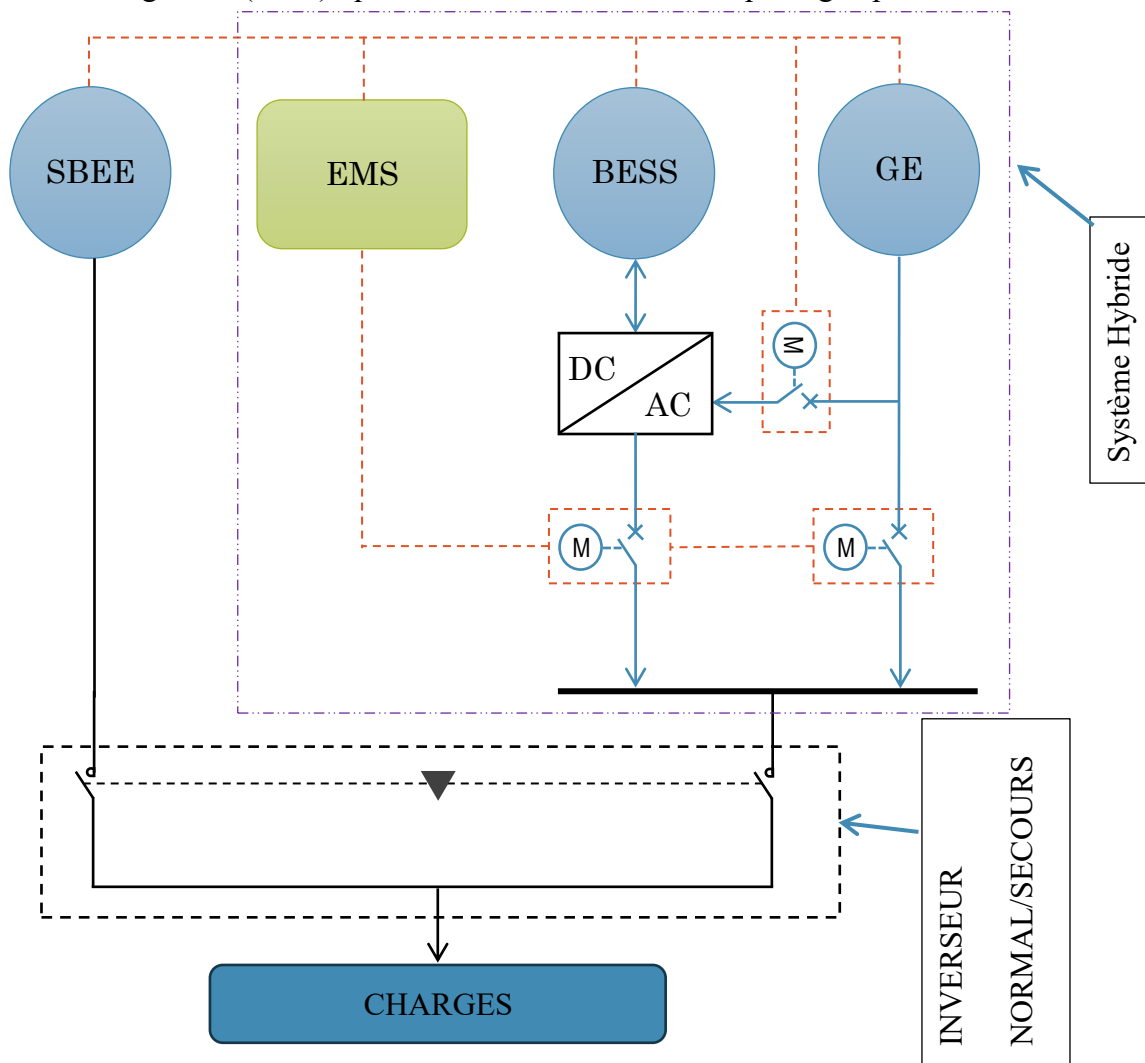 SBEE
EMS
BESS
GE
Système Hybride
M
DC
AC
M
M
INVERSEUR
NORMAL/SECOURS
CHARGES